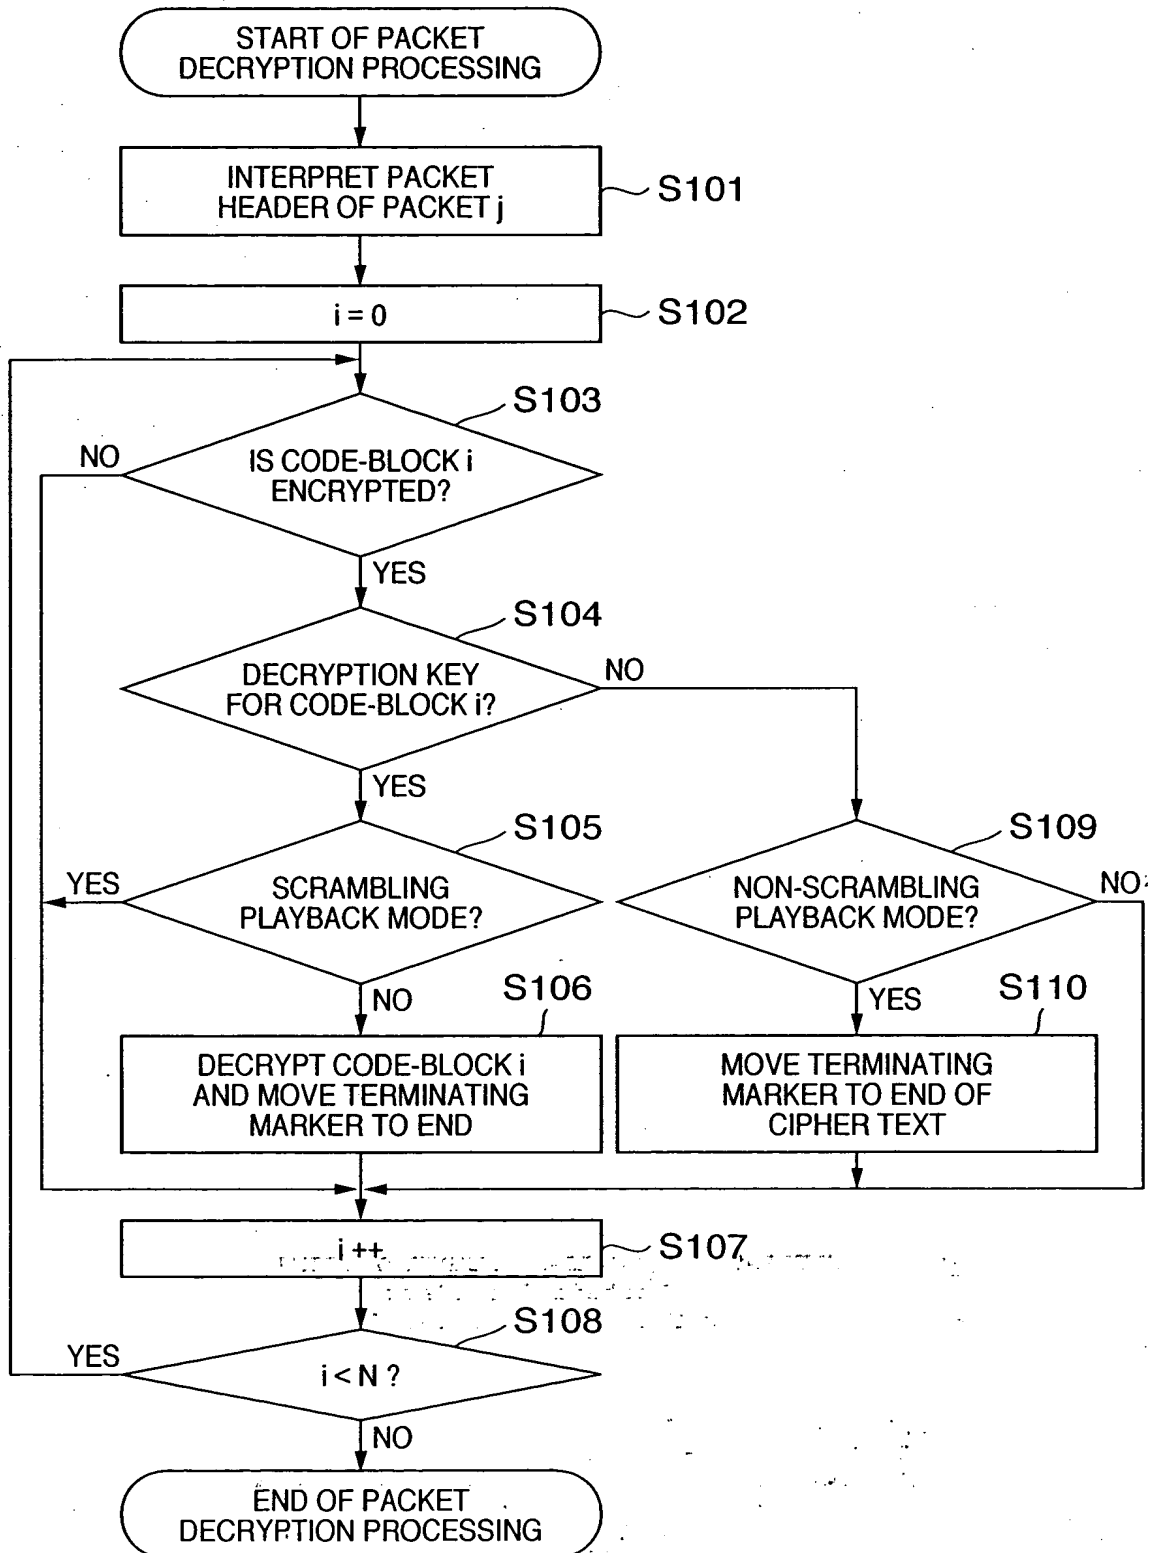 START OF PACKET
DECRYPTION PROCESSING
INTERPRET PACKET
HEADER OF PACKET j
S101
i = 0
S102
S103
NO
IS CODE-BLOCK i
ENCRYPTED?
YES
S104
DECRYPTION KEY
FOR CODE-BLOCK i?
NO
YES
S105
S109
YES
SCRAMBLING
PLAYBACK MODE?
NON-SCRAMBLING
PLAYBACK MODE?
NO
NO
S106
YES
S110
DECRYPT CODE-BLOCK i
AND MOVE TERMINATING
MARKER TO END
MOVE TERMINATING
MARKER TO END OF
CIPHER TEXT
i ++
S107
S108
YES
i < N ?
NO
END OF PACKET
DECRYPTION PROCESSING